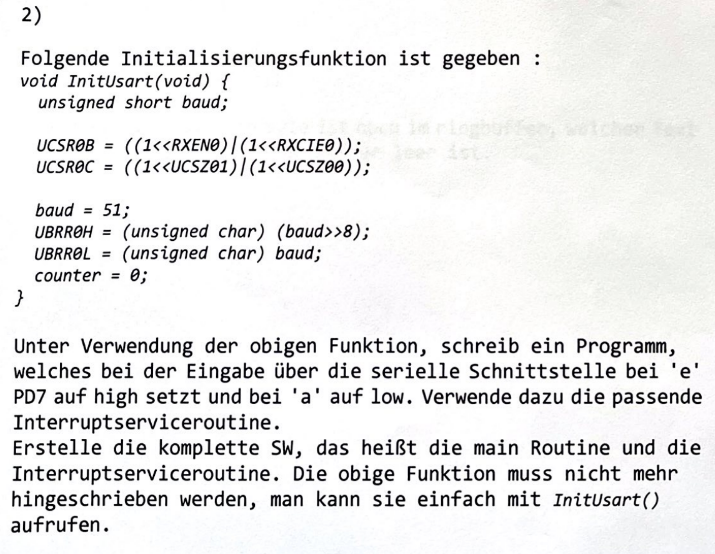 2)
Folgende Initialisierungsfunktion ist gegeben :
void InitUsart(void) {
unsigned short baud;
UCSR0B = ((1<<RXEN0)|(1<<RXCIE0));
UCSR0C = ((1<<UCSZ01)|(1<<UCSZ00));
baud = 51;
UBRR0H = (unsigned char) (baud>>8);
UBRR0L = (unsigned char) baud;
counter = 0;
}
Unter Verwendung der obigen Funktion, schreib ein Programm,
welches bei der Eingabe über die serielle Schnittstelle bei 'e'
PD7 auf high setzt und bei 'a' auf low. Verwende dazu die passende
Interruptserviceroutine.
Erstelle die komplette SW, das heißt die main Routine und die
Interruptserviceroutine. Die obige Funktion muss nicht mehr
hingeschrieben werden, man kann sie einfach mit InitUsart()
aufrufen.